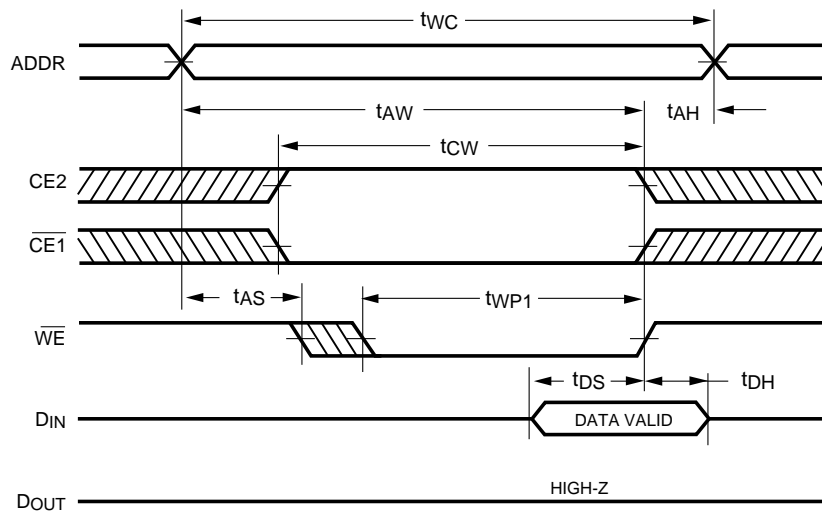 tWC
ADDR
tAW
tAH
tCW
CE2
CE1
tAS
tWP1
WE
tDS
tDH
DIN
DATA VALID
HIGH-Z
DOUT